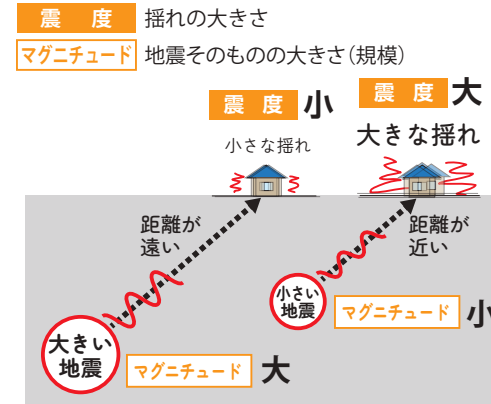 震度 揺れの大きさ
マグニチュード 地震そのものの大きさ(規模)
震度 小
小さな揺れ
震度 大
大きな揺れ
距離が
遠い
距離が
近い
大きい
地震
マグニチュード 大
小さい
地震
マグニチュード 小